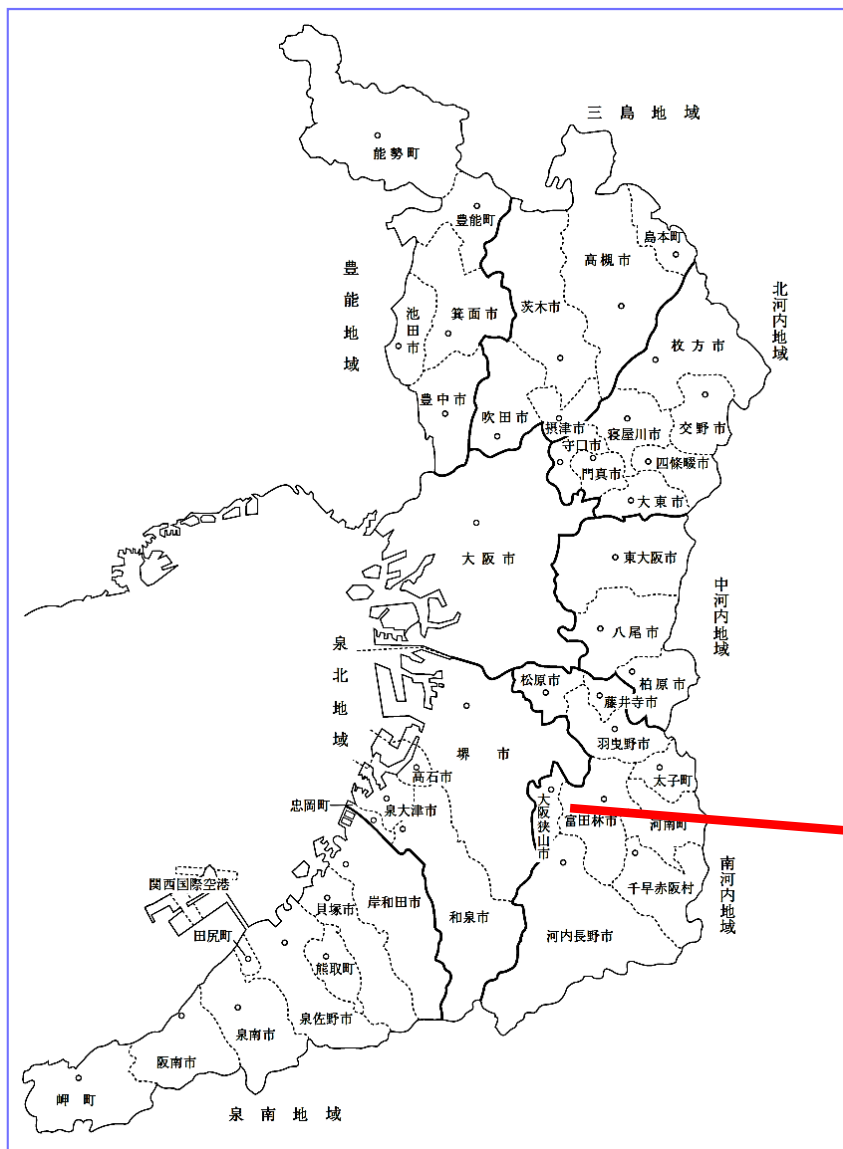 三島地域
能勢町
豊能町
島本町
高槻市
豊能地域
北河内地域
茨木市
池田市
箕面市
枚方市
豊中市
吹田市
摂津市
寝屋川市
交野市
守口市
門真市
四條畷市
大東市
大阪市
東大阪市
中河内地域
八尾市
泉北地域
松原市
柏原市
藤井寺市
堺市
羽曳野市
高石市
太子町
大阪狭山市
忠岡町
泉大津市
富田林市
河南町
南河内地域
関西国際空港
貝塚市
岸和田市
千早赤阪村
和泉市
田尻町
河内長野市
熊取町
泉佐野市
泉南市
阪南市
岬町
泉南地域